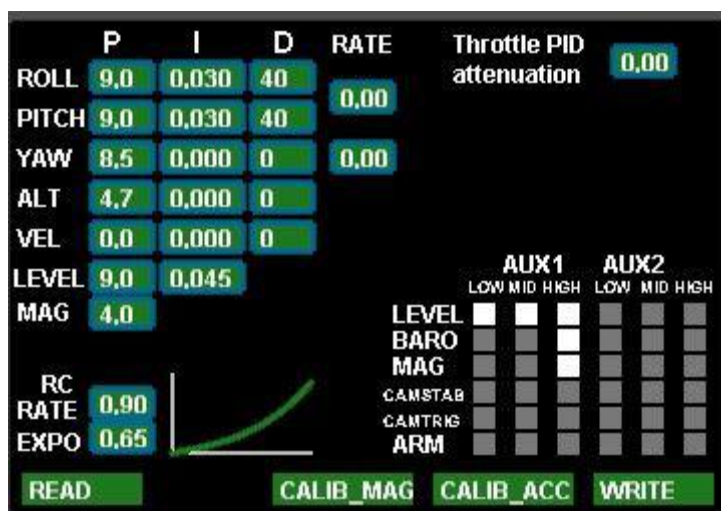 P I D RATE Throttle PID
attenuation 0,00
ROLL 9,0 0,030 40
0,00
PITCH 9,0 0,030 40
YAW 8,5 0,000 0 0,00
ALT 4,7 0,000 0
VEL 0,0 0,000 0
AUX1 AUX2
LEVEL 9,0 0,045
LOW MID HIGH LOW MID HIGH
MAG 4,0
LEVEL
BARO
MAG
CAMSTAB
CAMTRIG
ARM
RC
RATE 0,90
EXPO 0,65
READ CALIB_MAG CALIB_ACC WRITE